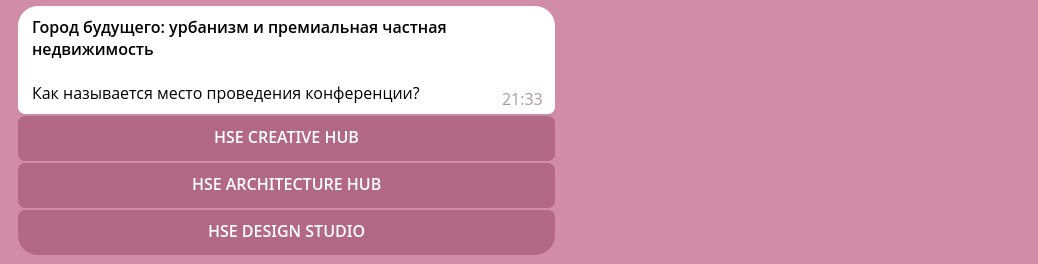 Город будущего: урбанизм и премиальная частная
недвижимость
Как называется место проведения конференции?
21:33
HSE CREATIVE HUB
HSE ARCHITECTURE HUB
HSE DESIGN STUDIO